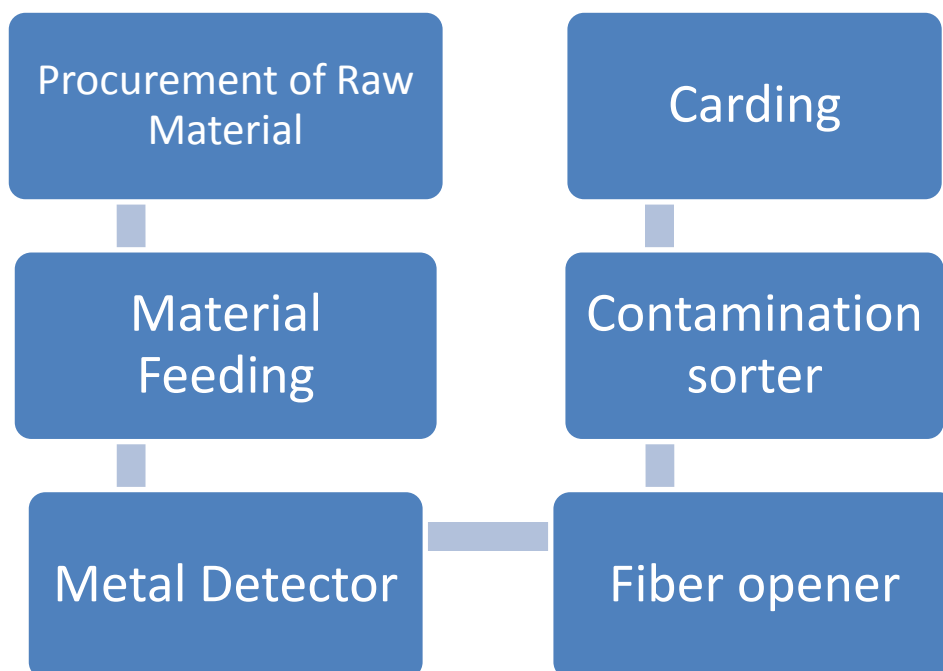 Procurement of Raw
Material
Material
Feeding
Metal Detector
Fiber opener
Contamination
sorter
Carding